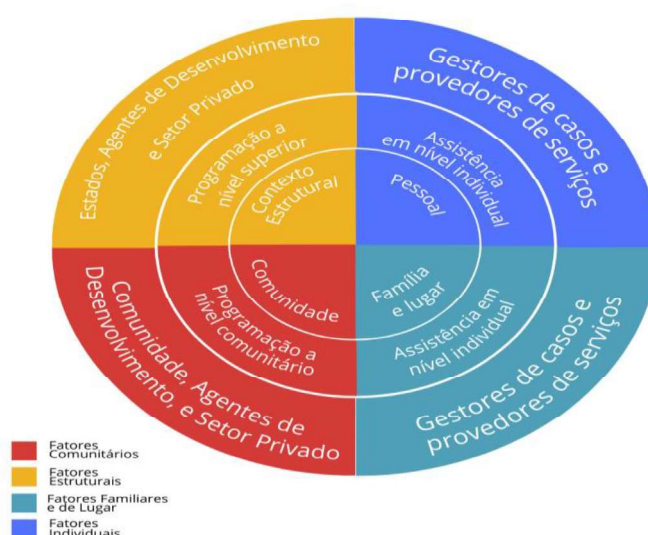 Estados, Agentes de Desenvolvimento
e Setor Privado
Programação a
nível superior
Contexto
Estrutural
Gestores de casos e
provedores de serviços
Assistência
em nível individual
Pessoal
Comunidade
Programação a
nível comunitário
Comunidade, Agentes de
Desenvolvimento, e Setor Privado
Família
e lugar
Assistência em
nível individual
Gestores de casos e
provedores de serviços
Fatores
Comunitários
Fatores
Estruturais
Fatores Familiares
e de Lugar
Fatores
Individuais